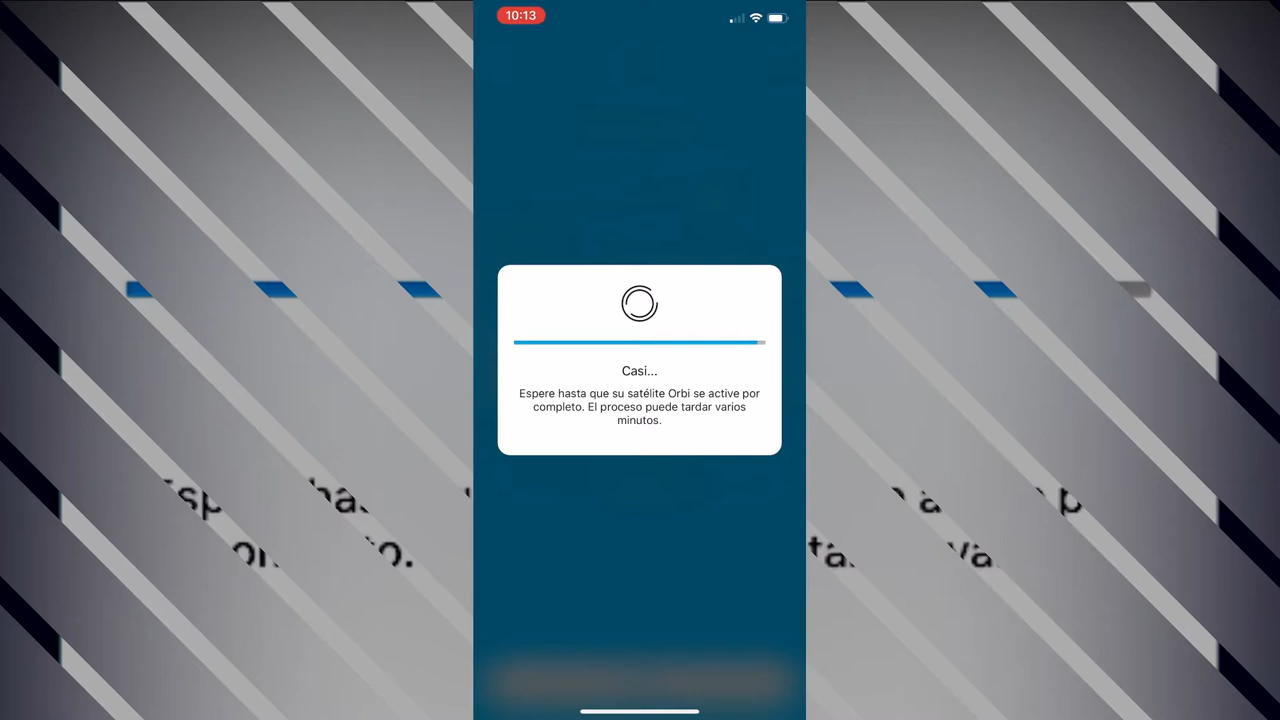 10:13
Casi...
Espere hasta que su satélite Orbi se active por
completo. El proceso puede tardar varios
minutos.